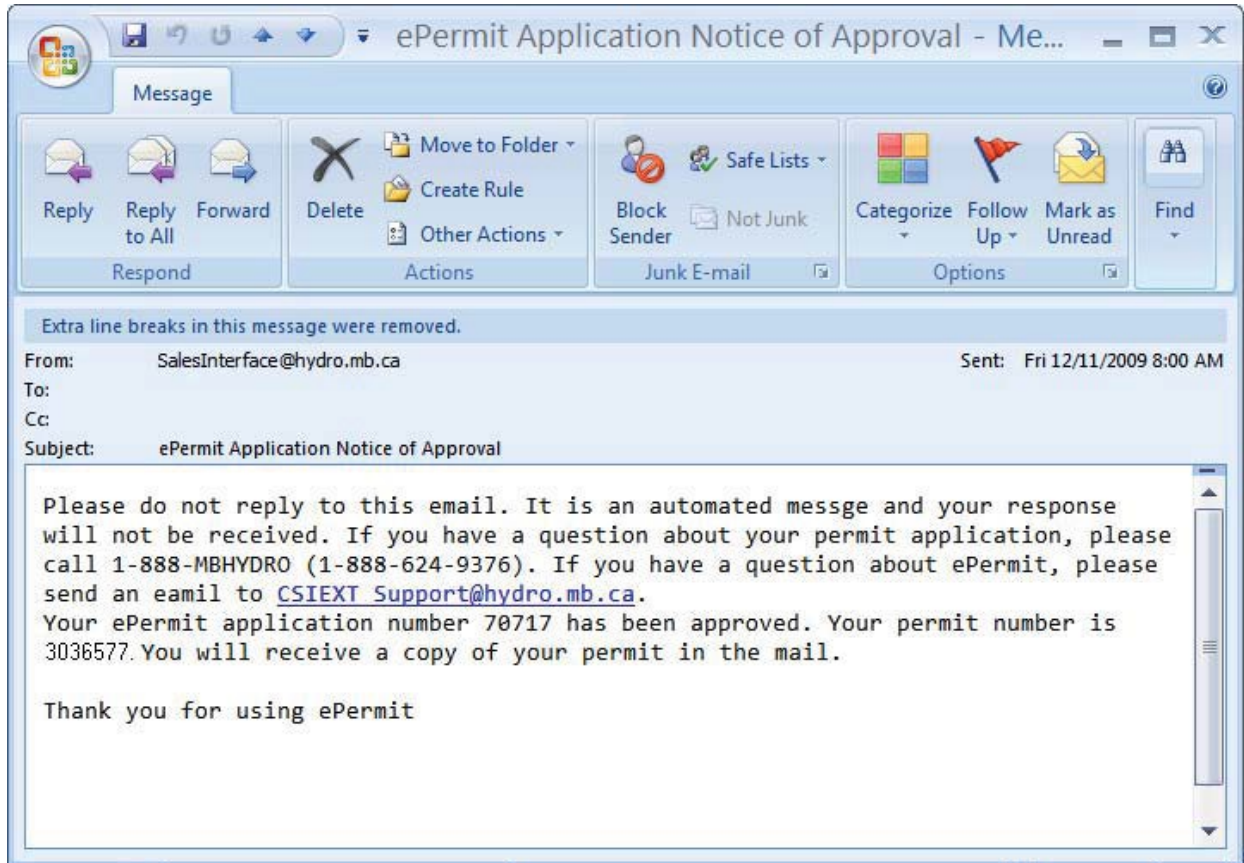 ePermit Application Notice of Approval - Me...
Message
Reply
Reply to All
Forward
Respond
Delete
Move to Folder
Create Rule
Other Actions
Actions
Block Sender
Safe Lists
Not Junk
Junk E-mail
Categorize
Follow Up
Mark as Unread
Options
Find
Extra line breaks in this message were removed.
From: SalesInterface@hydro.mb.ca Sent: Fri 12/11/2009 8:00 AM
To:
Cc:
Subject: ePermit Application Notice of Approval
Please do not reply to this email. It is an automated messge and your response
will not be received. If you have a question about your permit application, please
call 1-888-MBHYDRO (1-888-624-9376). If you have a question about ePermit, please
send an eamil to CSIEXT Support@hydro.mb.ca.
Your ePermit application number 70717 has been approved. Your permit number is
3036577. You will receive a copy of your permit in the mail.
Thank you for using ePermit